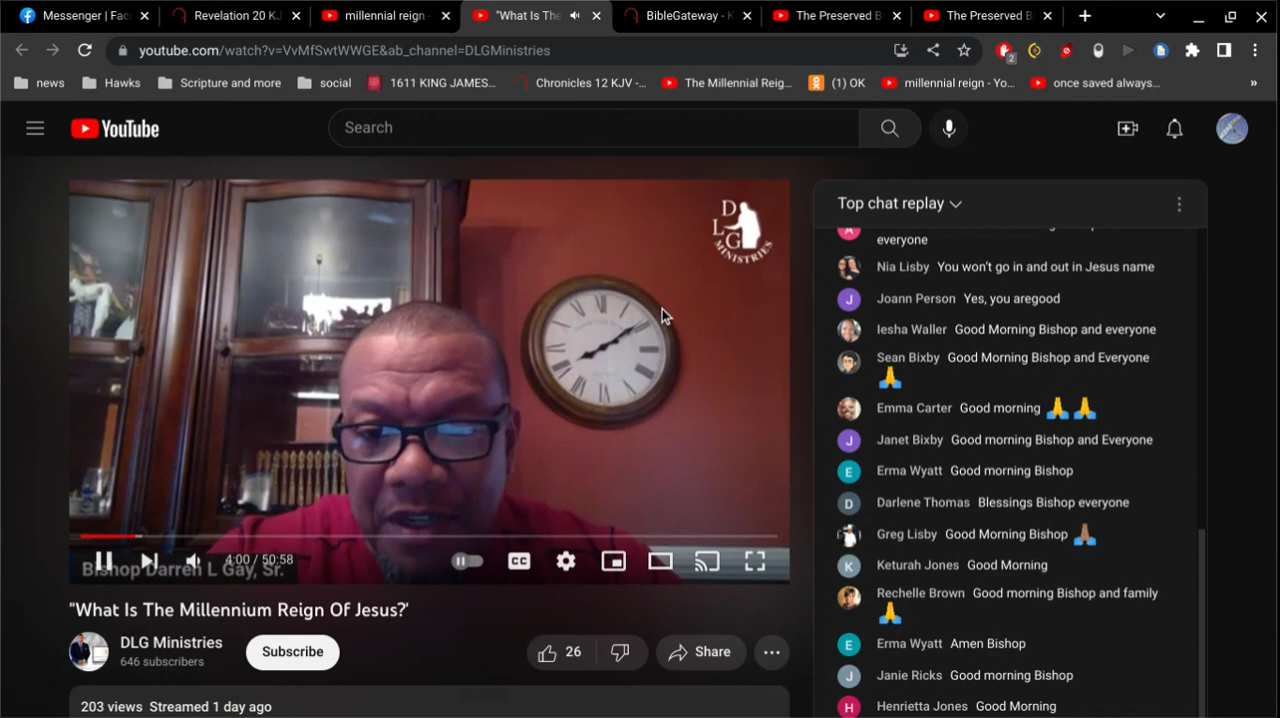 Messenger | Fac
Revelation 20 KJ
millennial reign -
"What Is The
BibleGateway - K
The Preserved B
The Preserved B
youtube.com/watch?v=VvMfSwtWWGE&ab_channel=DLGMinistries
2
news
Hawks
Scripture and more
social
1611 KING JAMES...
Chronicles 12 KJV -...
The Millennial Reig...
(1) OK
millennial reign - Yo...
once saved always...
»
YouTube
Search
DLG
MINISTRIES
Bishop Darren L Gay, Sr.
4:00 / 50:58
CC
"What Is The Millennium Reign Of Jesus?'
DLG Ministries
646 subscribers
Subscribe
26
Share
203 views Streamed 1 day ago
Top chat replay
everyone
Nia Lisby You won't go in and out in Jesus name
J Joann Person Yes, you aregood
Iesha Waller Good Morning Bishop and everyone
Sean Bixby Good Morning Bishop and Everyone
🙏
Emma Carter Good morning 🙏🙏
J Janet Bixby Good morning Bishop and Everyone
E Erma Wyatt Good morning Bishop
D Darlene Thomas Blessings Bishop everyone
Greg Lisby Good Morning Bishop 🙏🏾
K Keturah Jones Good Morning
Rechelle Brown Good morning Bishop and family
🙏
E Erma Wyatt Amen Bishop
J Janie Ricks Good morning Bishop
H Henrietta Jones Good Morning